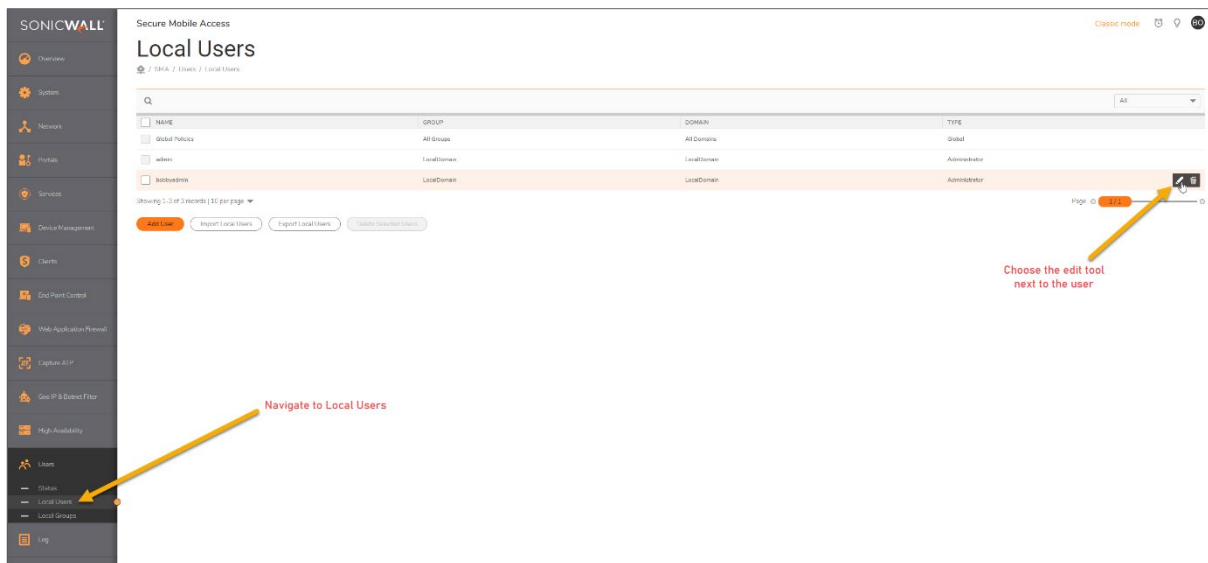 SONICWALL
Secure Mobile Access
Classic mode
BO
Local Users
/ SMA / Users / Local Users
Overview
System
Network
Portals
Services
Device Management
Clients
End Point Control
Web Application Firewall
Capture ATP
Geo IP & Botnet Filter
High Availability
Users
Status
Local Users
Local Groups
Log
All
NAME GROUP DOMAIN TYPE
Global Policies All Groups All Domains Global
admin LocalDomain LocalDomain Administrator
bobbyadmin LocalDomain LocalDomain Administrator
Showing 1-3 of 3 records | 10 per page
Page 1 / 1
Add User Import Local Users Export Local Users Delete Selected Users
Choose the edit tool
next to the user
Navigate to Local Users